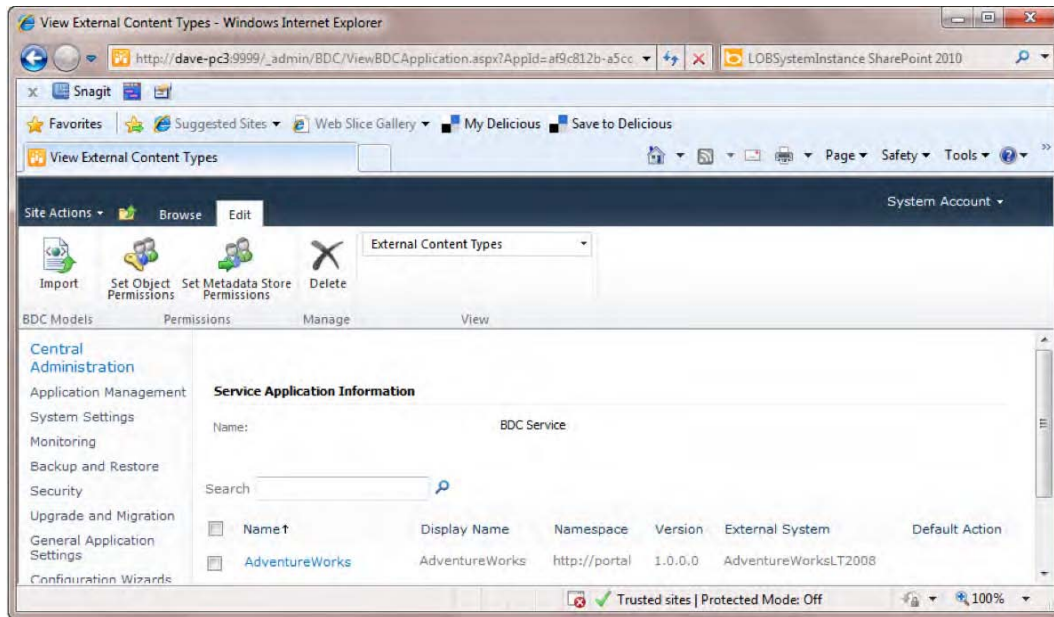 View External Content Types - Windows Internet Explorer
http://dave-pc3:9999/_admin/BDC/ViewBDCApplication.aspx?AppId=af9c812b-a5cc
LOBSystemInstance SharePoint 2010
x Snagit
Favorites Suggested Sites Web Slice Gallery My Delicious Save to Delicious
View External Content Types Page Safety Tools
System Account
Site Actions Browse Edit
External Content Types
Import Set Object Permissions Set Metadata Store Permissions Delete
BDC Models Permissions Manage View
Central
Administration
Application Management
System Settings
Monitoring
Backup and Restore
Security
Upgrade and Migration
General Application
Settings
Configuration Wizards
Service Application Information
Name: BDC Service
Search
Name↑ Display Name Namespace Version External System Default Action
AdventureWorks AdventureWorks http://portal 1.0.0.0 AdventureWorksLT2008
Trusted sites | Protected Mode: Off 100%